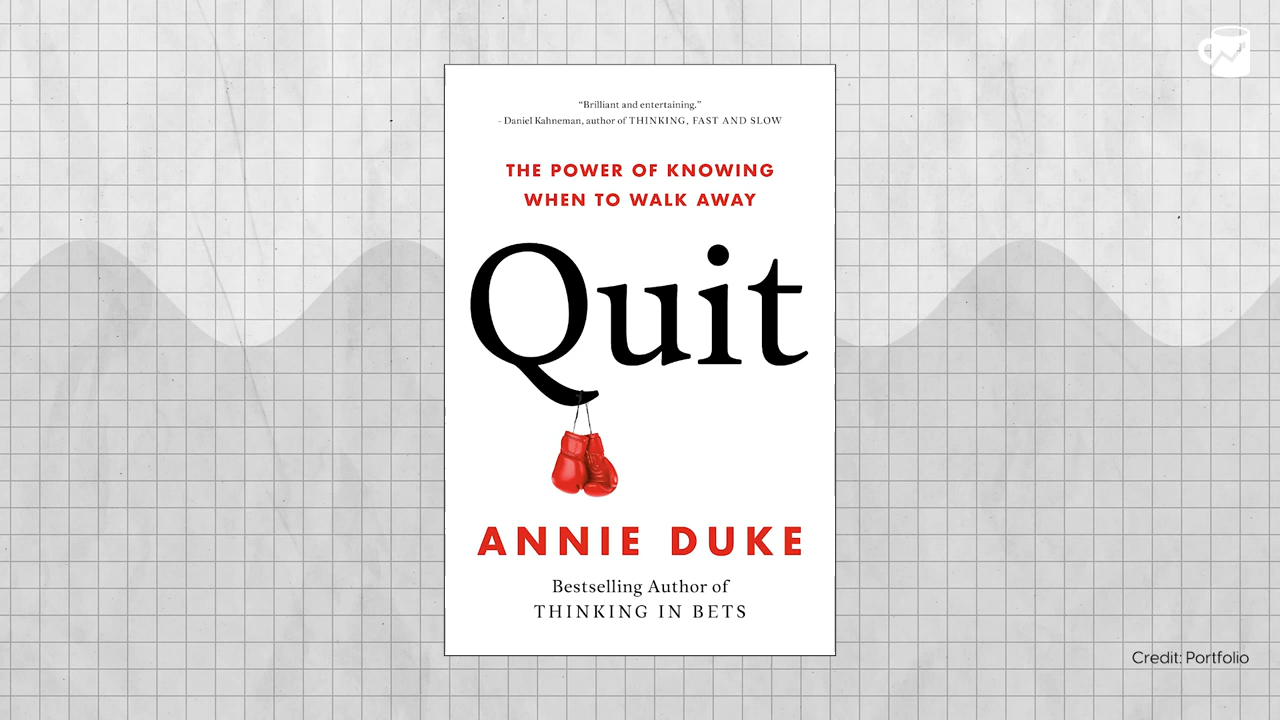 “Brilliant and entertaining.”
- Daniel Kahneman, author of THINKING, FAST AND SLOW
THE POWER OF KNOWING
WHEN TO WALK AWAY
Quit
ANNIE DUKE
Bestselling Author of
THINKING IN BETS
Credit: Portfolio